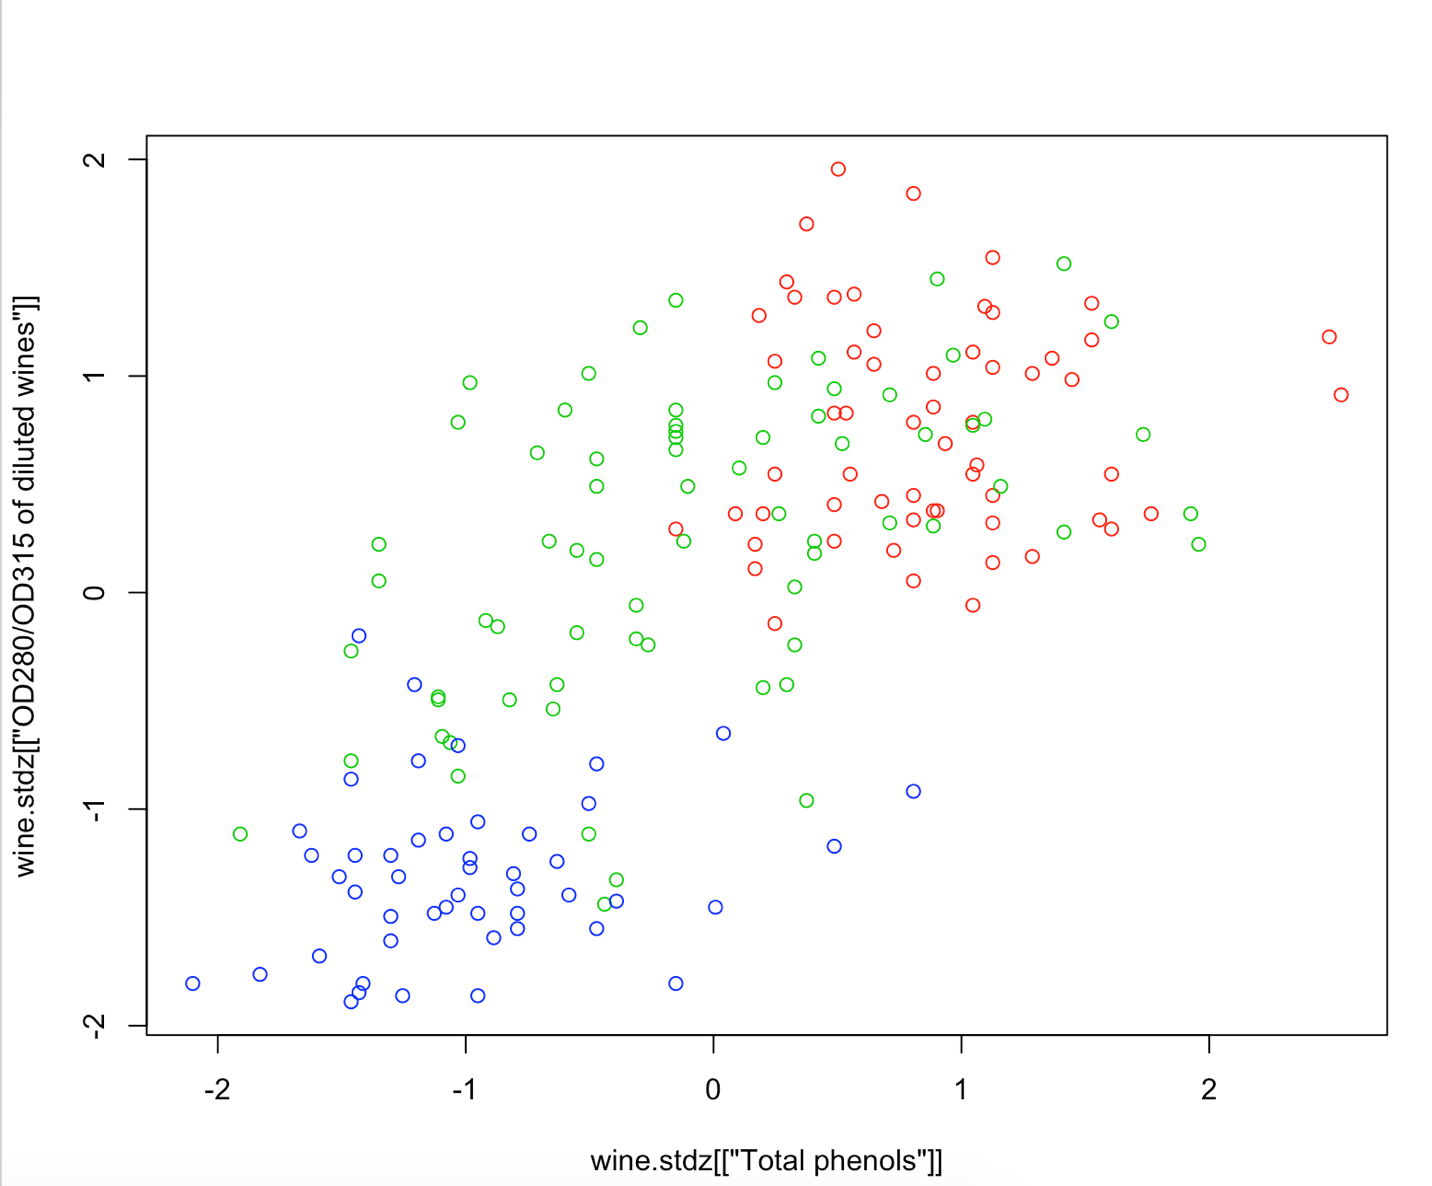 wine.stdz[["OD280/OD315 of diluted wines"]]
2
1
0
-1
-2
-2 -1 0 1 2
wine.stdz[["Total phenols"]]